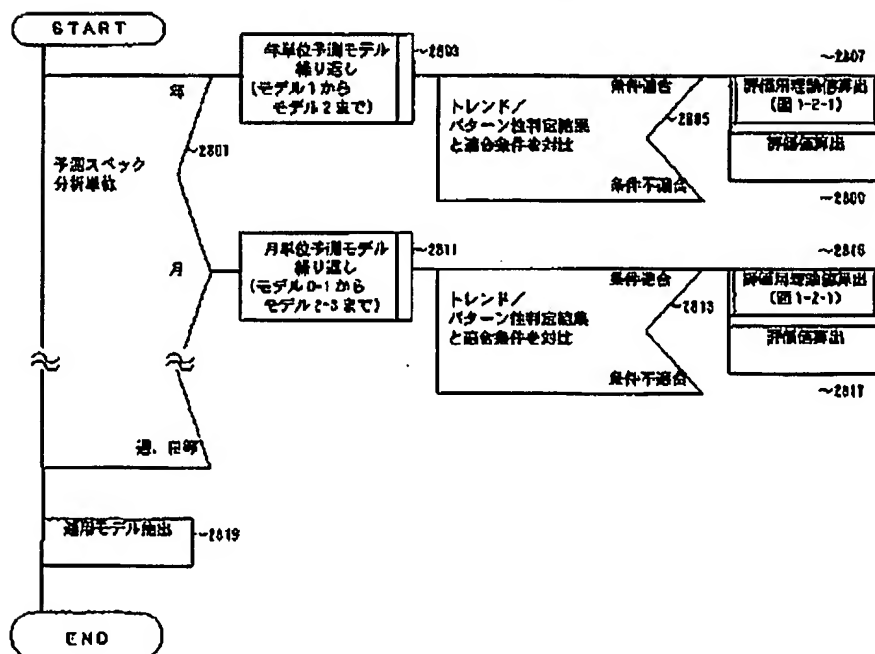 START
年単位予測モデル
繰り返し
(モデル1から
モデル2まで)
~2803
~2807
年
条件適合
評価用理論値算出
(図1-2-1)
~2801
トレンド/
パターン性判定結果
と適合条件を対比
~2805
評価値算出
予測スペック
分析単位
条件不適合
~2809
月
月単位予測モデル
繰り返し
(モデル0-1から
モデル2-3まで)
~2811
条件適合
評価用理論値算出
(図1-2-1)
トレンド/
パターン性判定結果
と適合条件を対比
~2813
評価値算出
条件不適合
~2817
週、日等
適用モデル抽出
~2819
END